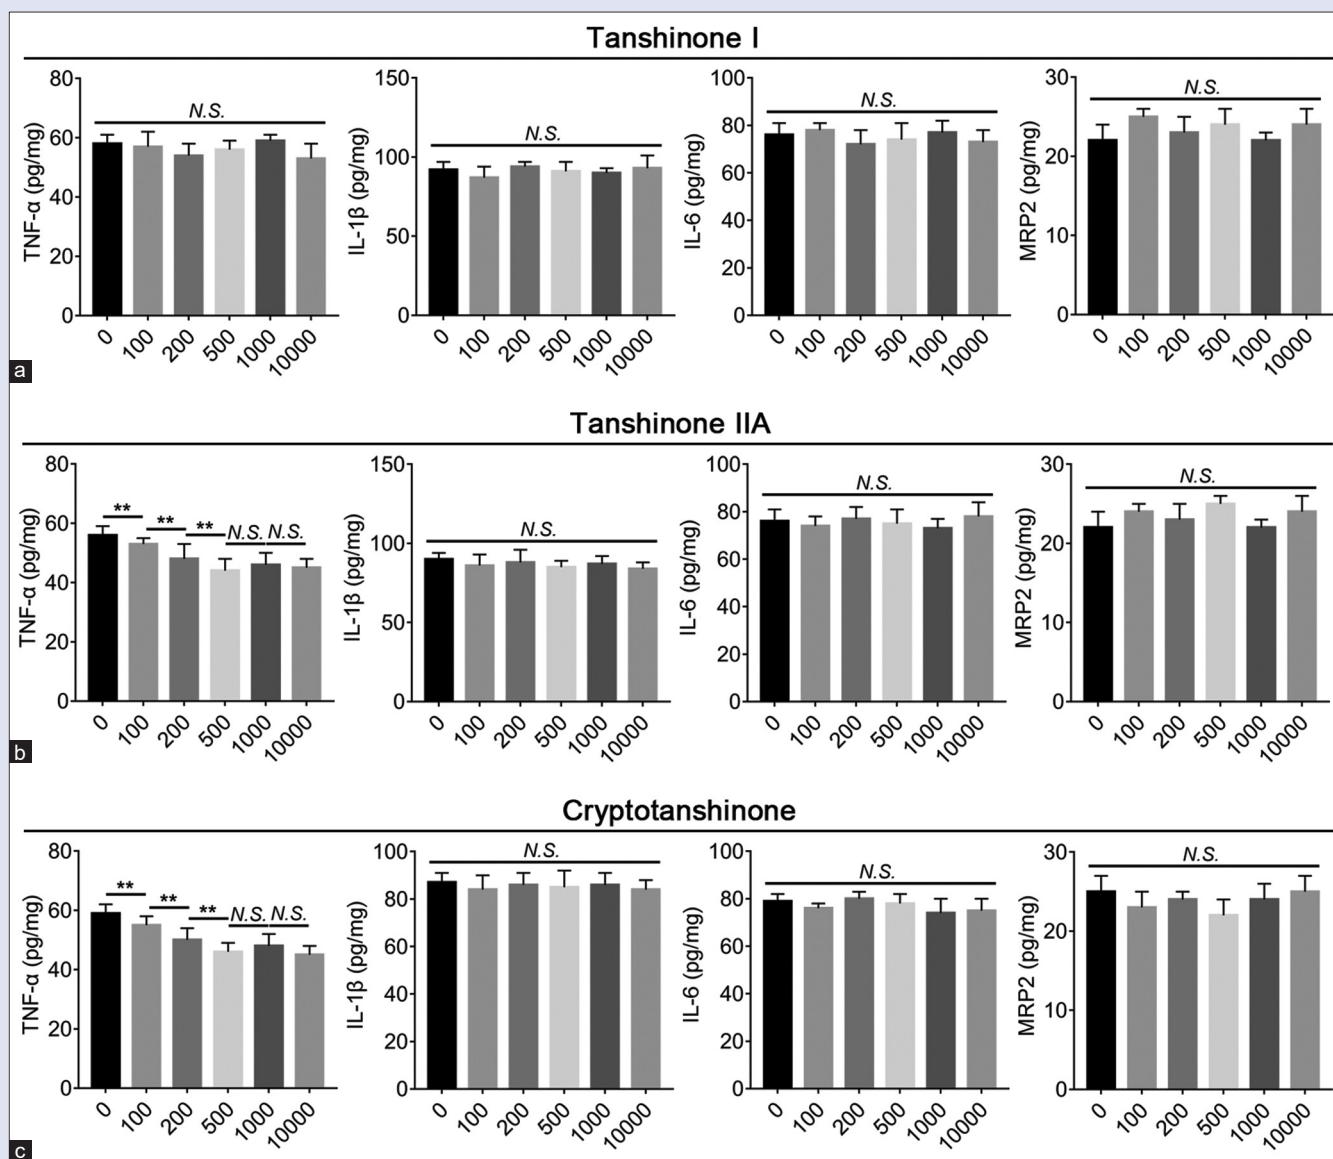 Tanshinone I
TNF-α (pg/mg)
80
60
40
20
0
N.S.
0 100 200 500 1000 10000
IL-1β (pg/mg)
150
100
50
0
N.S.
0 100 200 500 1000 10000
IL-6 (pg/mg)
100
80
60
40
20
0
N.S.
0 100 200 500 1000 10000
MRP2 (pg/mg)
30
20
10
0
N.S.
0 100 200 500 1000 10000
a
Tanshinone IIA
TNF-α (pg/mg)
80
60
40
20
0
** ** ** N.S. N.S.
0 100 200 500 1000 10000
IL-1β (pg/mg)
150
100
50
0
N.S.
0 100 200 500 1000 10000
IL-6 (pg/mg)
100
80
60
40
20
0
N.S.
0 100 200 500 1000 10000
MRP2 (pg/mg)
30
20
10
0
N.S.
0 100 200 500 1000 10000
b
Cryptotanshinone
TNF-α (pg/mg)
80
60
40
20
0
** ** ** N.S. N.S.
0 100 200 500 1000 10000
IL-1β (pg/mg)
100
80
60
40
20
0
N.S.
0 100 200 500 1000 10000
IL-6 (pg/mg)
100
80
60
40
20
0
N.S.
0 100 200 500 1000 10000
MRP2 (pg/mg)
30
20
10
0
N.S.
0 100 200 500 1000 10000
c